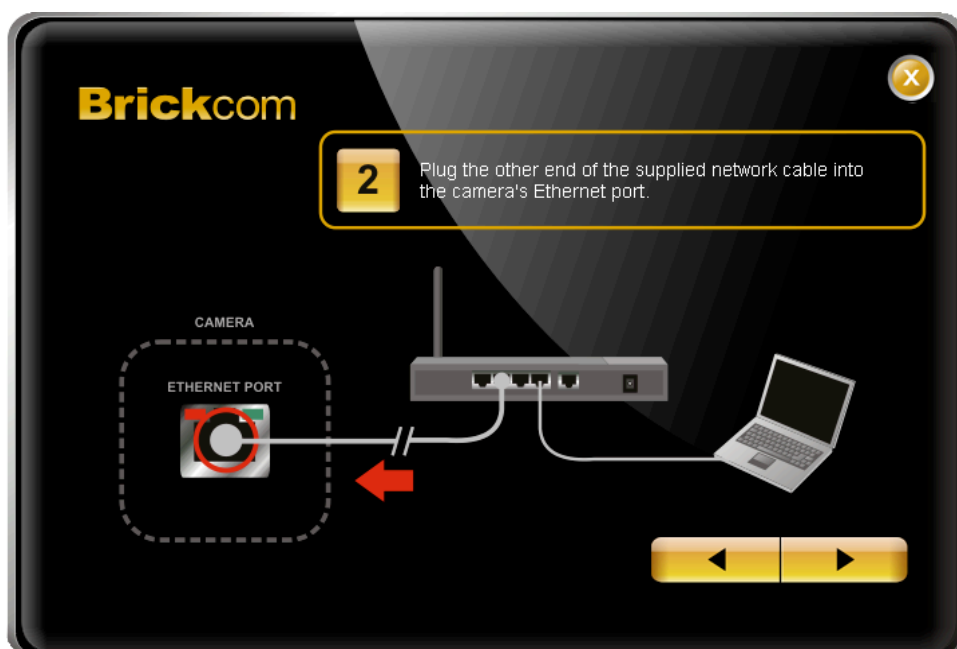 Brickcom
X
2
Plug the other end of the supplied network cable into
the camera's Ethernet port.
CAMERA
ETHERNET PORT